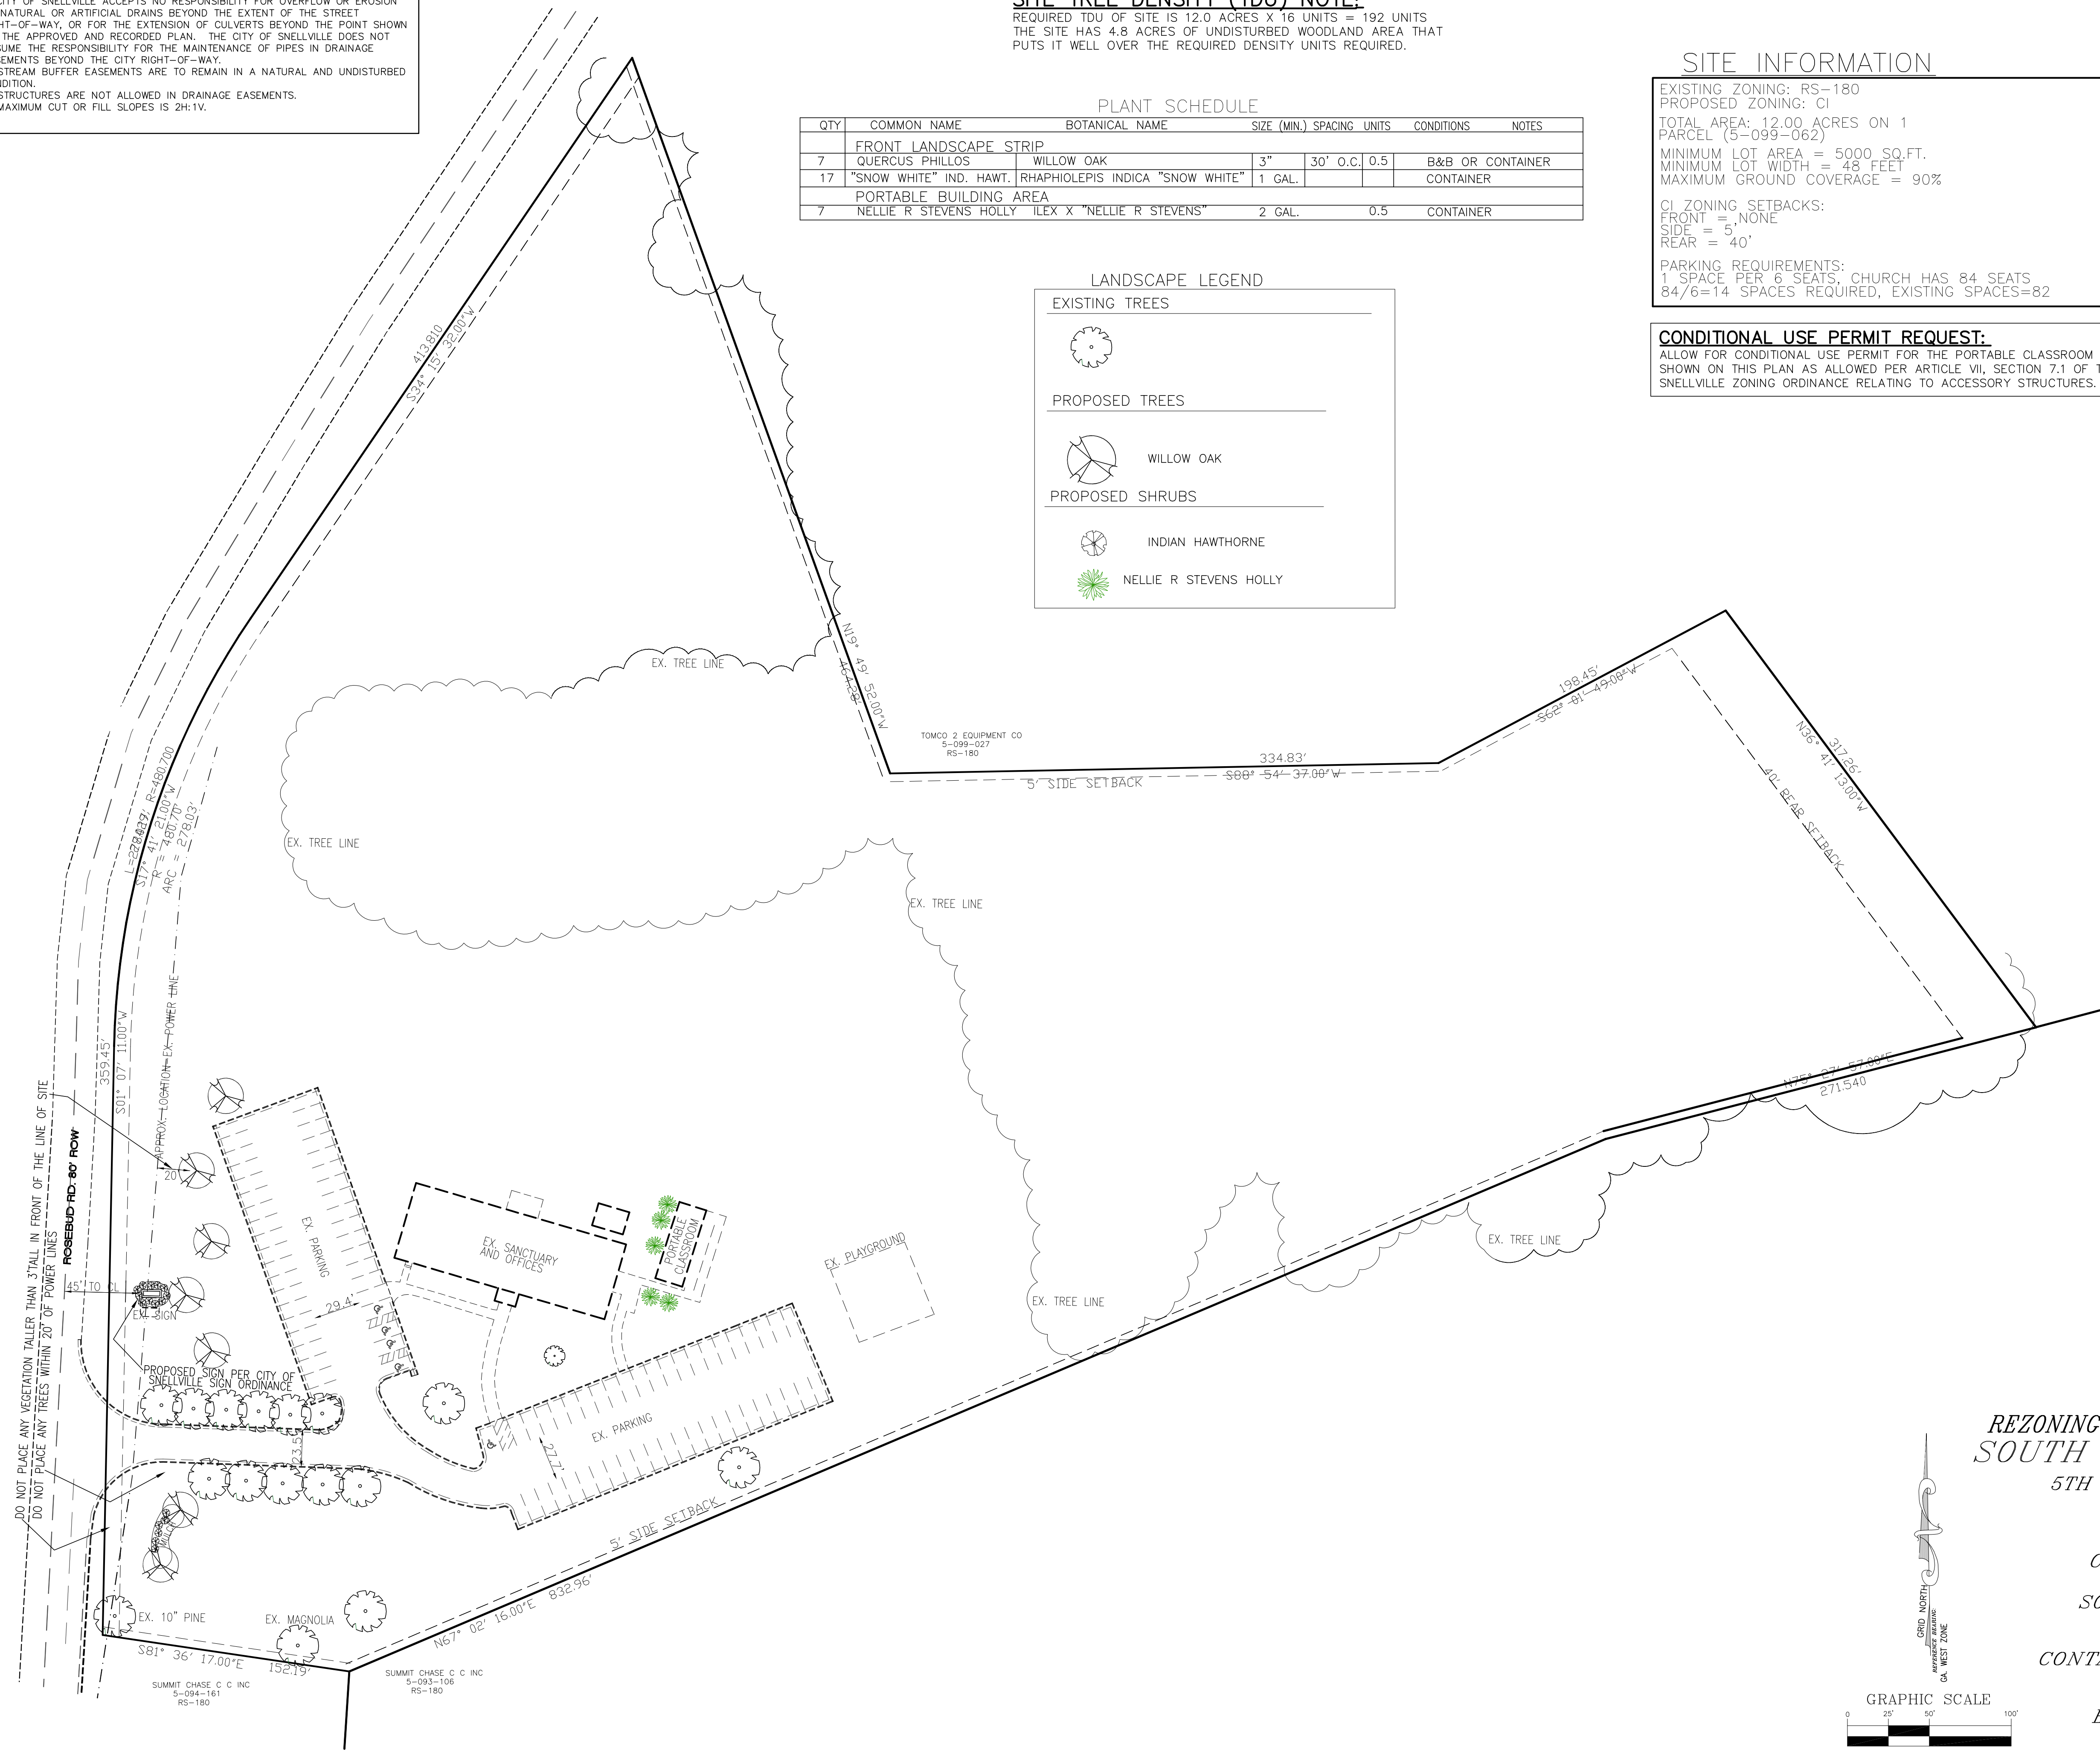 CITY OF SNELLVILLE ACCEPTS NO RESPONSIBILITY FOR OVERFLOW OR EROSION
NATURAL OR ARTIFICIAL DRAINS BEYOND THE EXTENT OF THE STREET
HT-OF-WAY, OR FOR THE EXTENSION OF CULVERTS BEYOND THE POINT SHOWN
THE APPROVED AND RECORDED PLAN. THE CITY OF SNELLVILLE DOES NOT
UME THE RESPONSIBILITY FOR THE MAINTENANCE OF PIPES IN DRAINAGE
EMENTS BEYOND THE CITY RIGHT-OF-WAY.
STREAM BUFFER EASEMENTS ARE TO REMAIN IN A NATURAL AND UNDISTURBED
NDITION.
STRUCTURES ARE NOT ALLOWED IN DRAINAGE EASEMENTS.
MAXIMUM CUT OR FILL SLOPES IS 2H:1V.
SITE TREE DENSITY (TDU) NOTE:
REQUIRED TDU OF SITE IS 12.0 ACRES X 16 UNITS = 192 UNITS
THE SITE HAS 4.8 ACRES OF UNDISTURBED WOODLAND AREA THAT
PUTS IT WELL OVER THE REQUIRED DENSITY UNITS REQUIRED.
PLANT SCHEDULE
QTY COMMON NAME BOTANICAL NAME SIZE (MIN.) SPACING UNITS CONDITIONS NOTES
FRONT LANDSCAPE STRIP
7 QUERCUS PHILLOS WILLOW OAK 3" 30' O.C. 0.5 B&B OR CONTAINER
17 "SNOW WHITE" IND. HAWT. RHAPHIOLEPIS INDICA "SNOW WHITE" 1 GAL. CONTAINER
PORTABLE BUILDING AREA
7 NELLIE R STEVENS HOLLY ILEX X "NELLIE R STEVENS" 2 GAL. 0.5 CONTAINER
LANDSCAPE LEGEND
EXISTING TREES
PROPOSED TREES
WILLOW OAK
PROPOSED SHRUBS
INDIAN HAWTHORNE
NELLIE R STEVENS HOLLY
SITE INFORMATION
EXISTING ZONING: RS-180
PROPOSED ZONING: CI
TOTAL AREA: 12.00 ACRES ON 1
PARCEL (5-099-062)
MINIMUM LOT AREA = 5000 SQ.FT.
MINIMUM LOT WIDTH = 48 FEET
MAXIMUM GROUND COVERAGE = 90%
CI ZONING SETBACKS:
FRONT = NONE
SIDE = 5'
REAR = 40'
PARKING REQUIREMENTS:
1 SPACE PER 6 SEATS, CHURCH HAS 84 SEATS
84/6=14 SPACES REQUIRED, EXISTING SPACES=82
CONDITIONAL USE PERMIT REQUEST:
ALLOW FOR CONDITIONAL USE PERMIT FOR THE PORTABLE CLASSROOM
SHOWN ON THIS PLAN AS ALLOWED PER ARTICLE VII, SECTION 7.1 OF T
SNELLVILLE ZONING ORDINANCE RELATING TO ACCESSORY STRUCTURES.
413.810
S34° 15' 32.00"W
N19° 49' 52.00"W
464.28'
EX. TREE LINE
TOMCO 2 EQUIPMENT CO
5-099-027
RS-180
334.83'
S88° 54' 37.00"W
5' SIDE SETBACK
198.45'
S62° 01' 49.00"W
317.26'
N36° 41' 13.00"W
40' REAR SETBACK
R=480.700
S17° 41' 21.00"W
R = 480.70'
ARC = 278.03'
EX. TREE LINE
EX. TREE LINE
359.45'
S01° 07' 11.00"W
APPROX. LOCATION EX. POWER LINE
N75° 27' 57.00"E
271.540
DO NOT PLACE ANY VEGETATION TALLER THAN 3'TALL IN FRONT OF THE LINE OF SITE
DO NOT PLACE ANY TREES WITHIN 20' OF POWER LINES
ROSEBUD RD. 80' ROW
20'
45' TO CL
EX. SIGN
EX. PARKING
29.4'
EX. SANCTUARY
AND OFFICES
PORTABLE
CLASSROOM
EX. PLAYGROUND
EX. TREE LINE
EX. TREE LINE
PROPOSED SIGN PER CITY OF
SNELLVILLE SIGN ORDINANCE
23.5'
EX. PARKING
27.7'
MULCH
5' SIDE SETBACK
N67° 02' 16.00"E 832.96'
EX. 10" PINE
EX. MAGNOLIA
S81° 36' 17.00"E 152.19'
SUMMIT CHASE C C INC
5-094-161
RS-180
SUMMIT CHASE C C INC
5-093-106
RS-180
REZONING
SOUTH
5TH
C
SO
CONTA
GRID NORTH
REFERENCE BEARING:
GA. WEST ZONE
GRAPHIC SCALE
0 25' 50' 100'